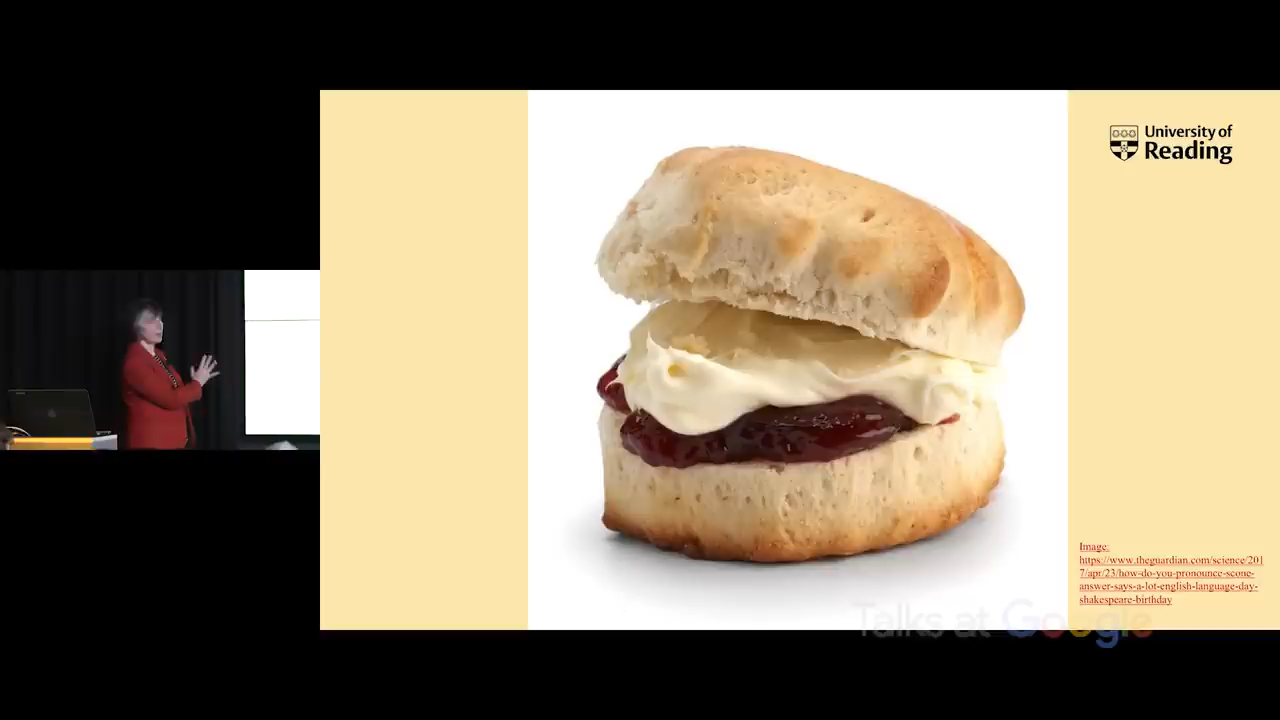 University of
Reading
Image:
https://www.theguardian.com/science/201
7/apr/23/how-do-you-pronounce-scone-
answer-says-a-lot-english-language-day-
shakespeare-birthday
Talks at Google